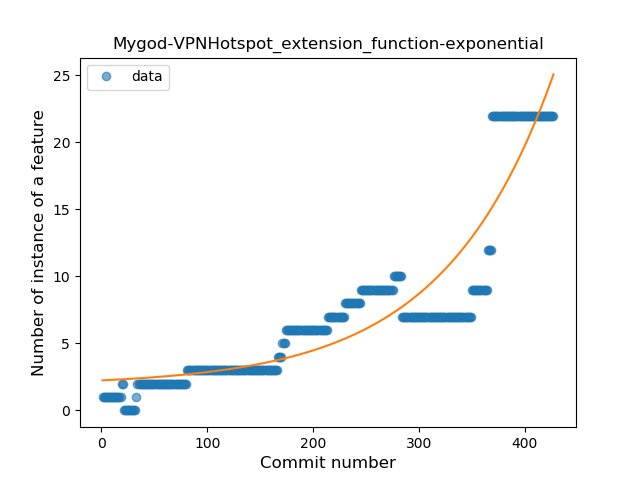 Mygod-VPNHotspot_extension_function-exponential
data
Number of instance of a feature
25
20
15
10
5
0
0 100 200 300 400
Commit number